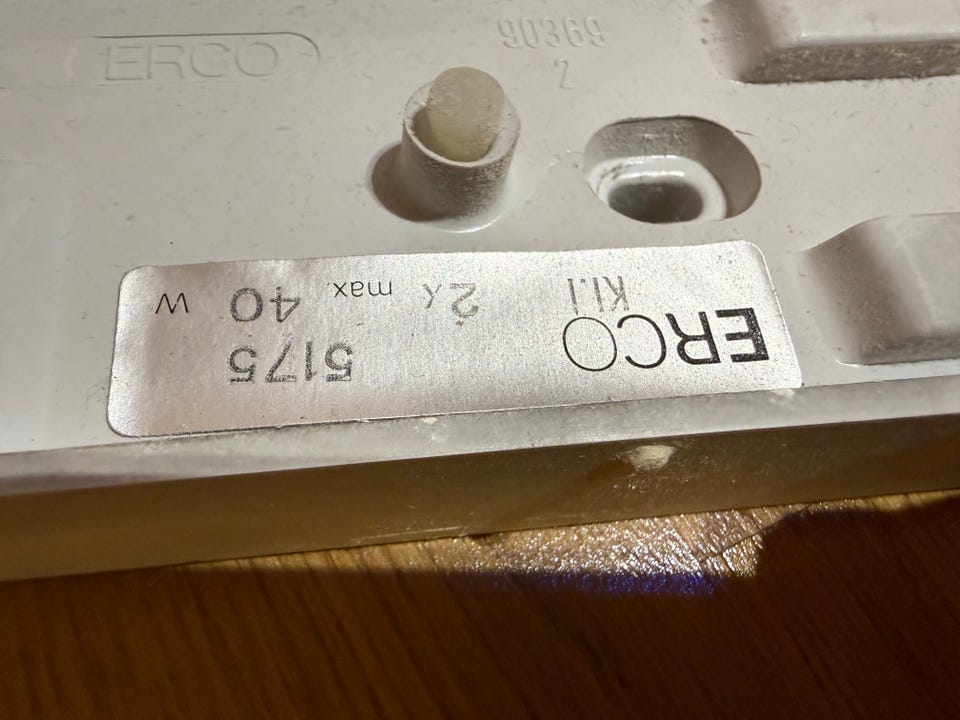 ERCO
90369
2
ERCO 5175
Kl.I 2x max. 40 W